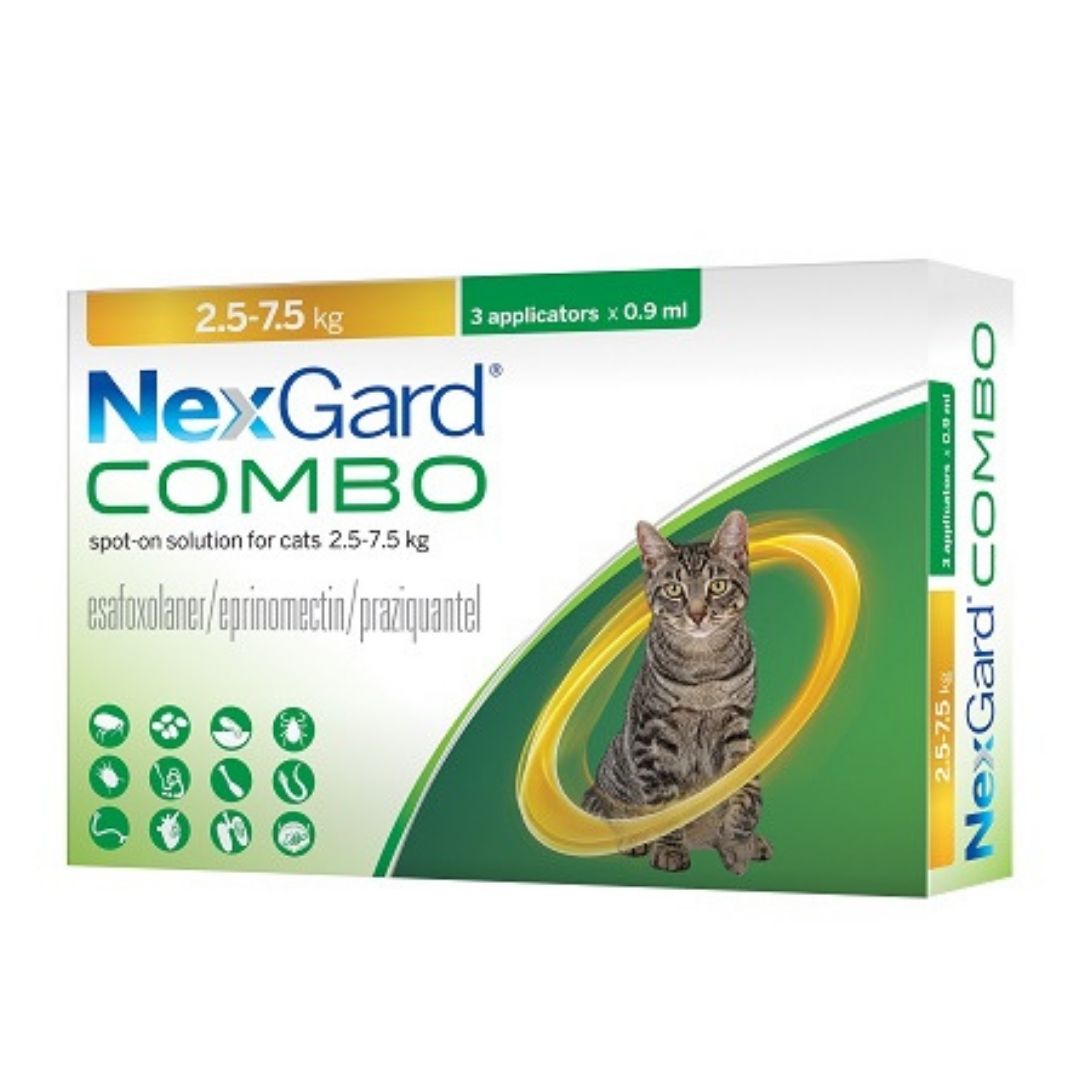 2.5-7.5 kg
3 applicators x 0.9 ml
NexGard®
COMBO
spot-on solution for cats 2.5-7.5 kg
esafoxolaner/eprinomectin/praziquantel
3 applicators x 0.9 ml
2.5-7.5 kg
NexGard® COMBO